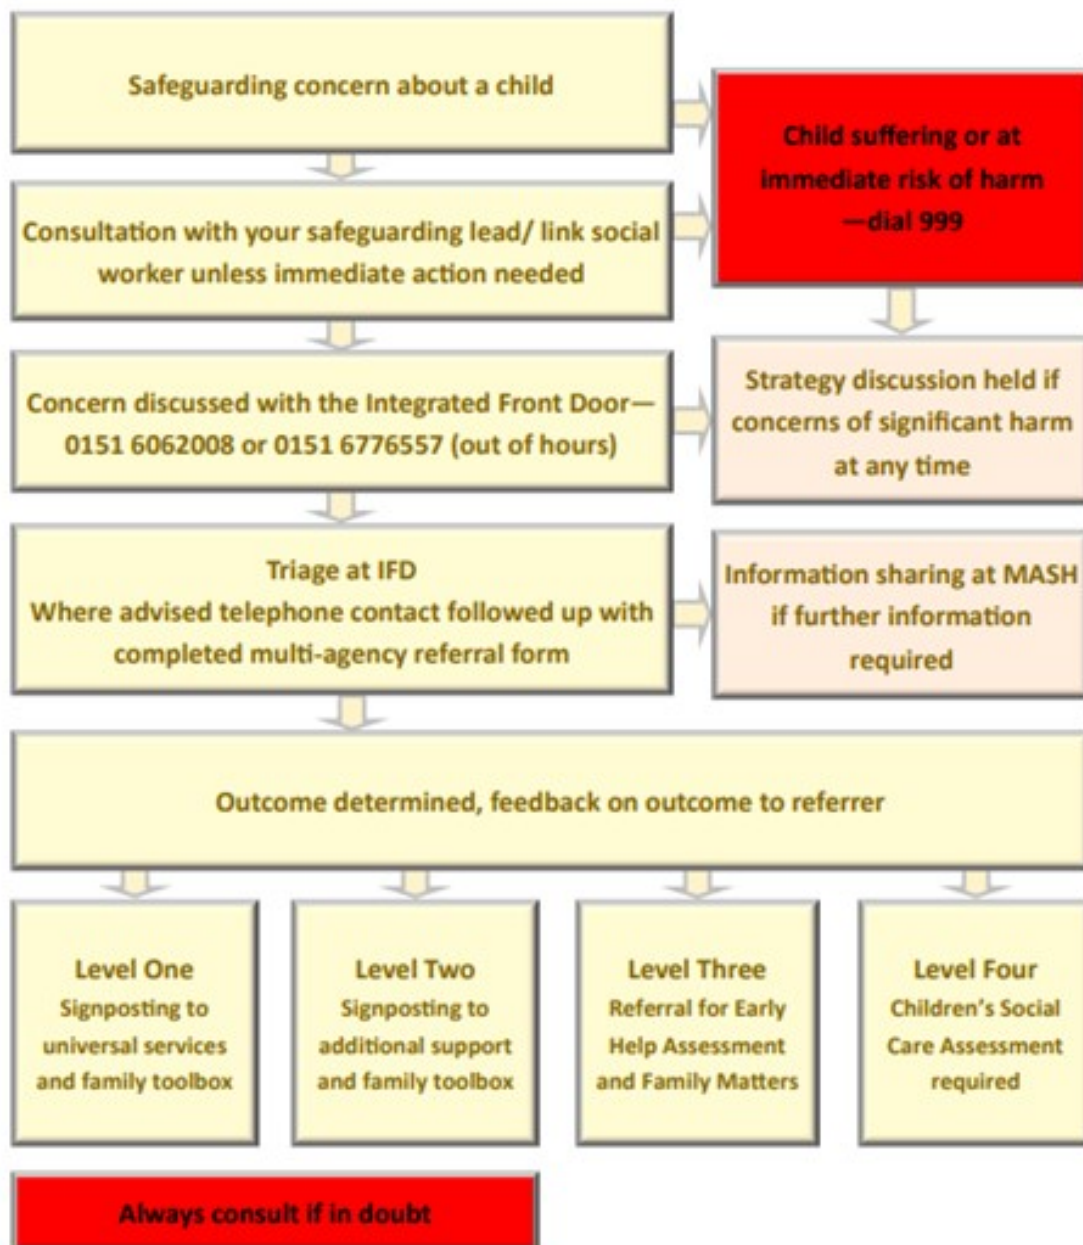 Safeguarding concern about a child
Child suffering or at
immediate risk of harm
—dial 999
Consultation with your safeguarding lead/ link social
worker unless immediate action needed
Concern discussed with the Integrated Front Door—
0151 6062008 or 0151 6776557 (out of hours)
Strategy discussion held if
concerns of significant harm
at any time
Triage at IFD
Where advised telephone contact followed up with
completed multi-agency referral form
Information sharing at MASH
if further information
required
Outcome determined, feedback on outcome to referrer
Level One
Signposting to
universal services
and family toolbox
Level Two
Signposting to
additional support
and family toolbox
Level Three
Referral for Early
Help Assessment
and Family Matters
Level Four
Children’s Social
Care Assessment
required
Always consult if in doubt